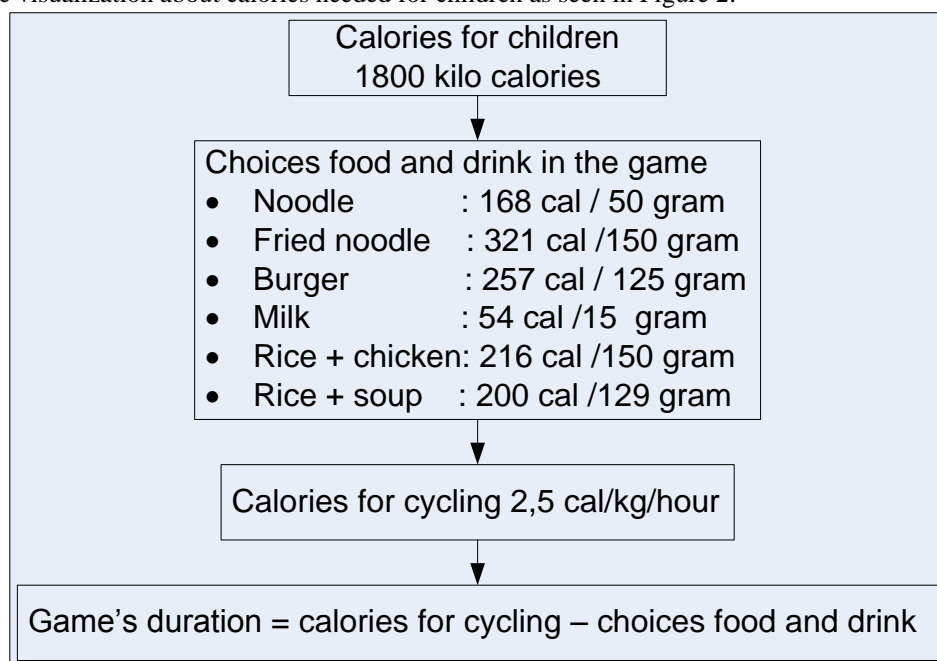 visualization about calories needed for children as seen in Figure 2.
Calories for children
1800 kilo calories
Choices food and drink in the game
• Noodle : 168 cal / 50 gram
• Fried noodle : 321 cal /150 gram
• Burger : 257 cal / 125 gram
• Milk : 54 cal /15 gram
• Rice + chicken: 216 cal /150 gram
• Rice + soup : 200 cal /129 gram
Calories for cycling 2,5 cal/kg/hour
Game’s duration = calories for cycling – choices food and drink